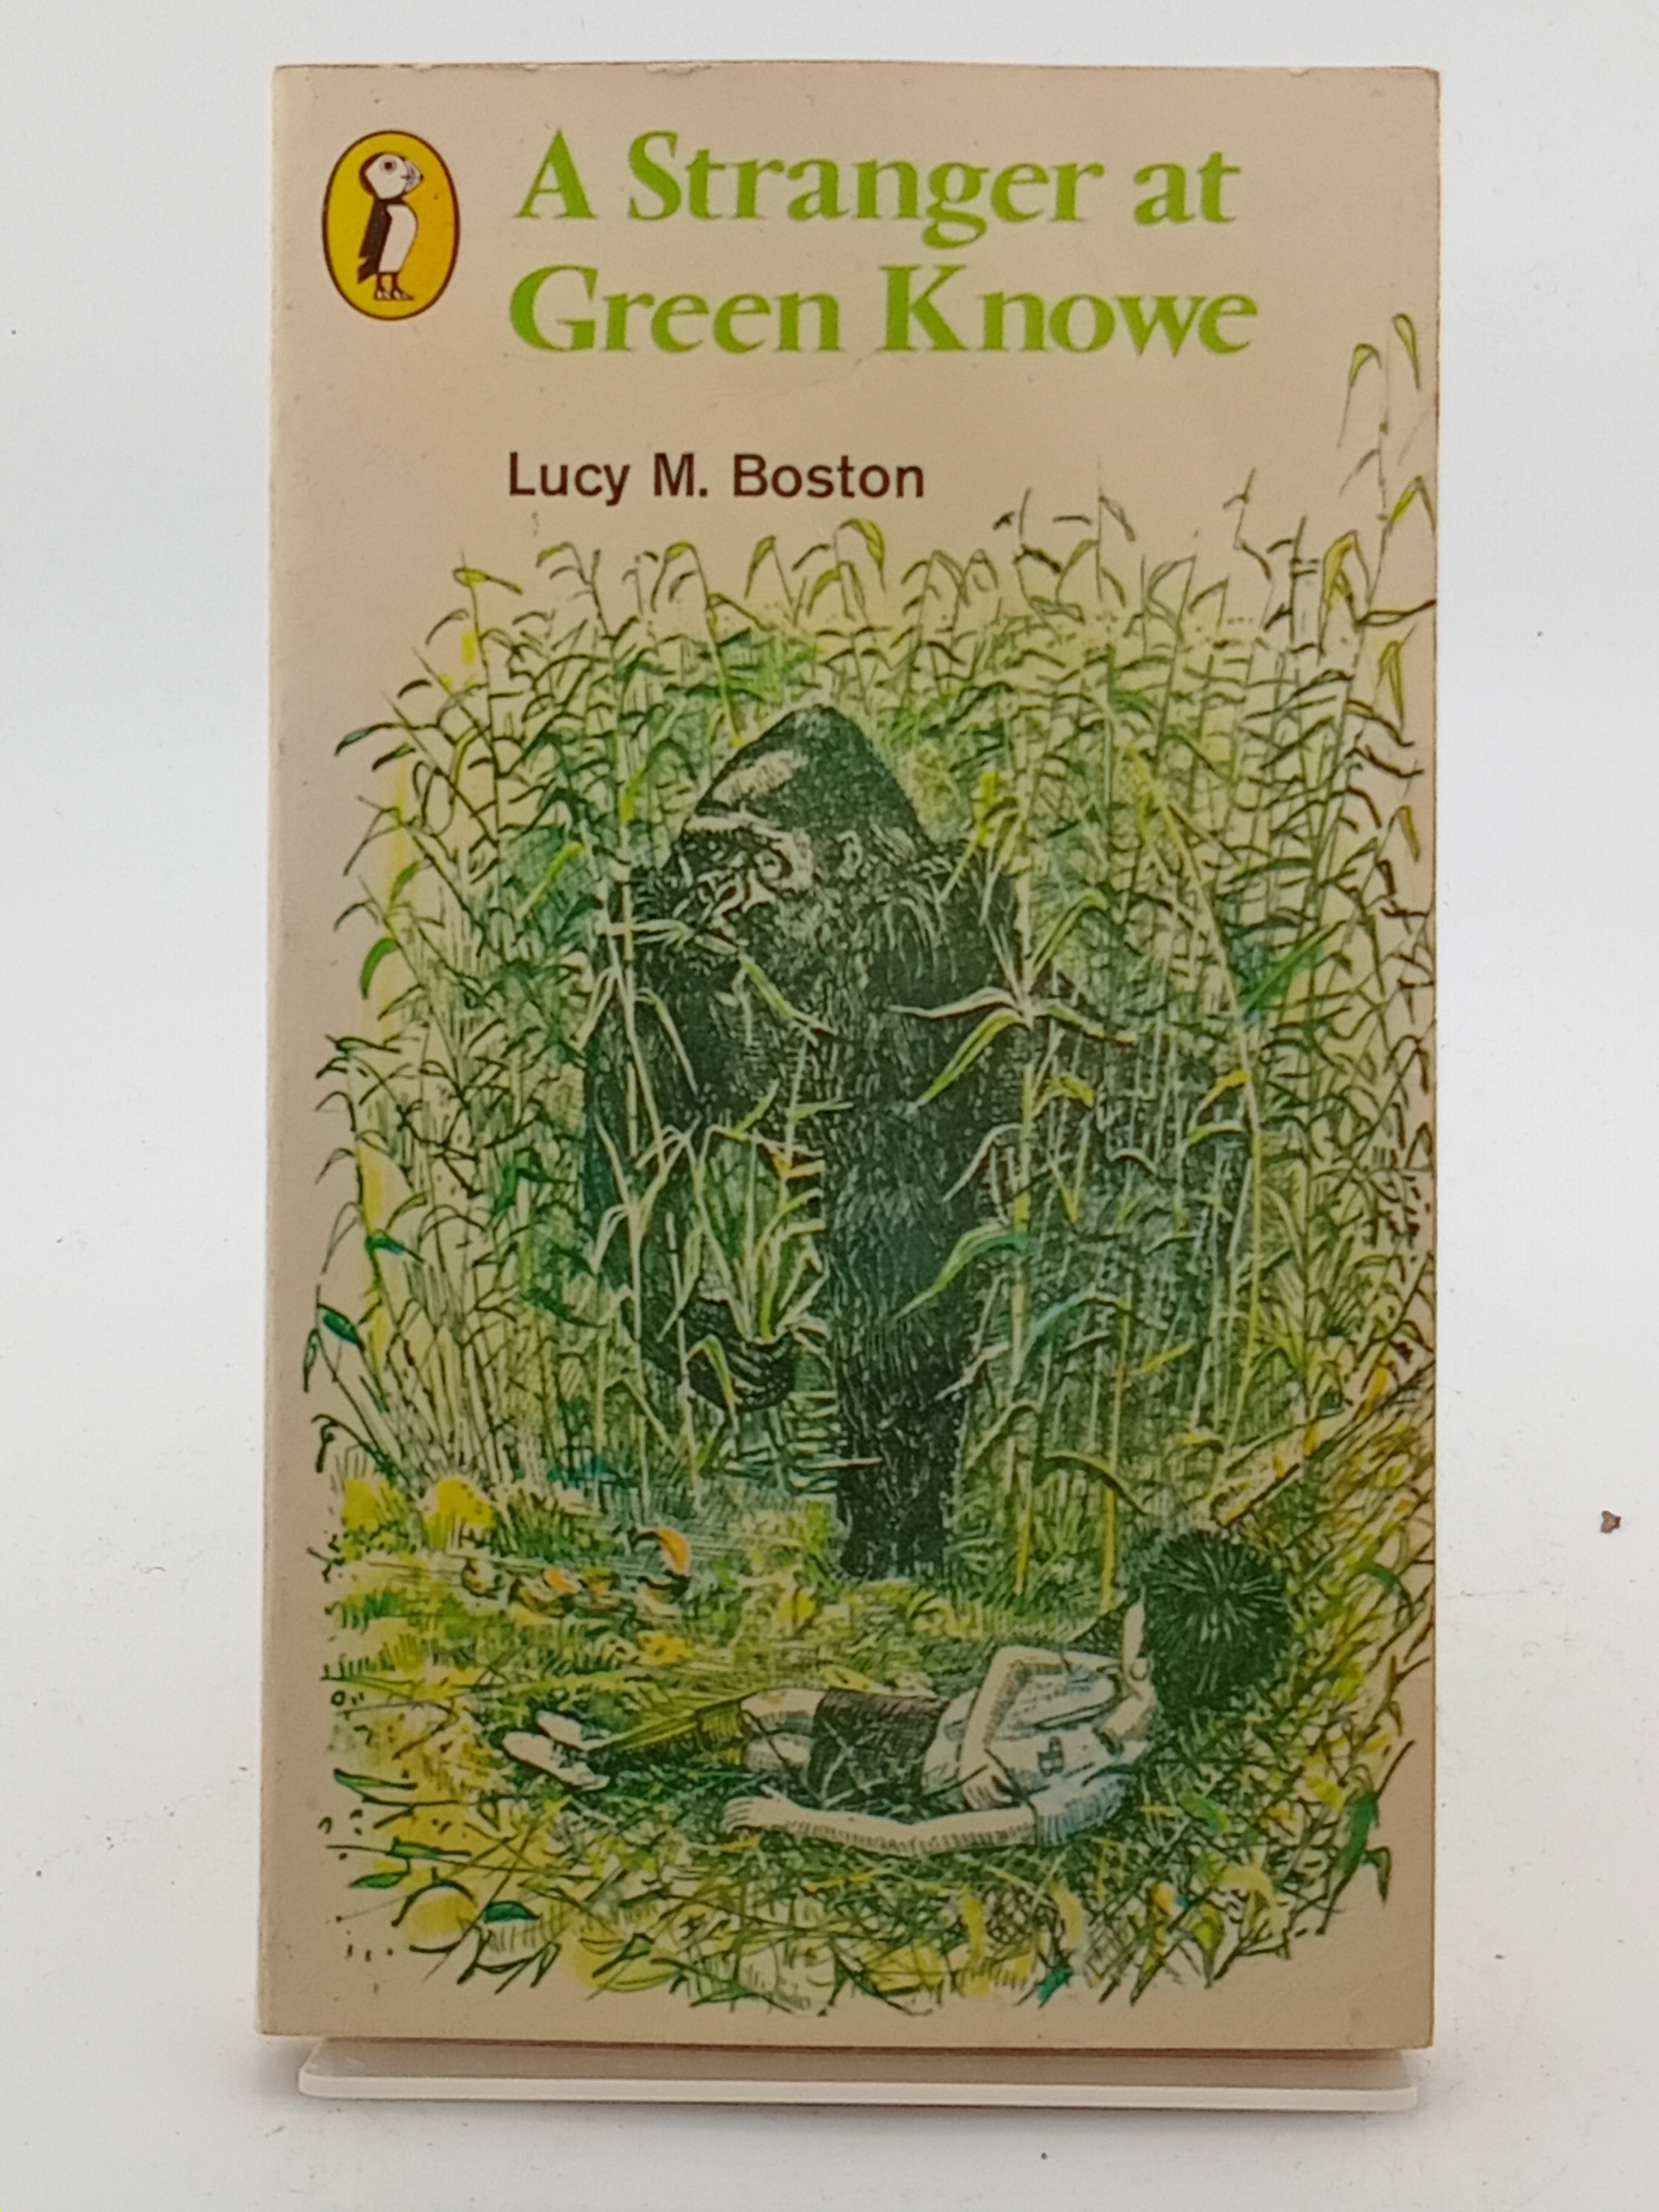 A Stranger at
Green Knowe
Lucy M. Boston